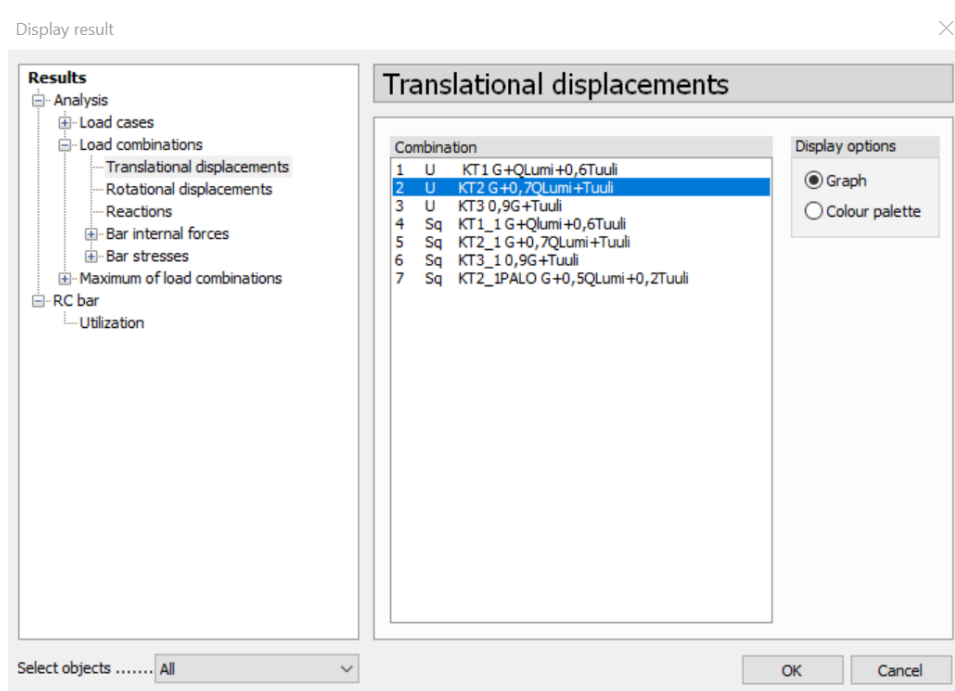 Display result
Results
Analysis
Load cases
Load combinations
Translational displacements
Rotational displacements
Reactions
Bar internal forces
Bar stresses
Maximum of load combinations
RC bar
Utilization
Translational displacements
Combination
1 U KT1 G+QLumi+0,6Tuuli
2 U KT2 G+0,7QLumi+Tuuli
3 U KT3 0,9G+Tuuli
4 Sq KT1_1 G+Qlumi+0,6Tuuli
5 Sq KT2_1 G+0,7QLumi+Tuuli
6 Sq KT3_1 0,9G+Tuuli
7 Sq KT2_1PALO G+0,5QLumi+0,2Tuuli
Display options
Graph
Colour palette
Select objects ....... All
OK Cancel